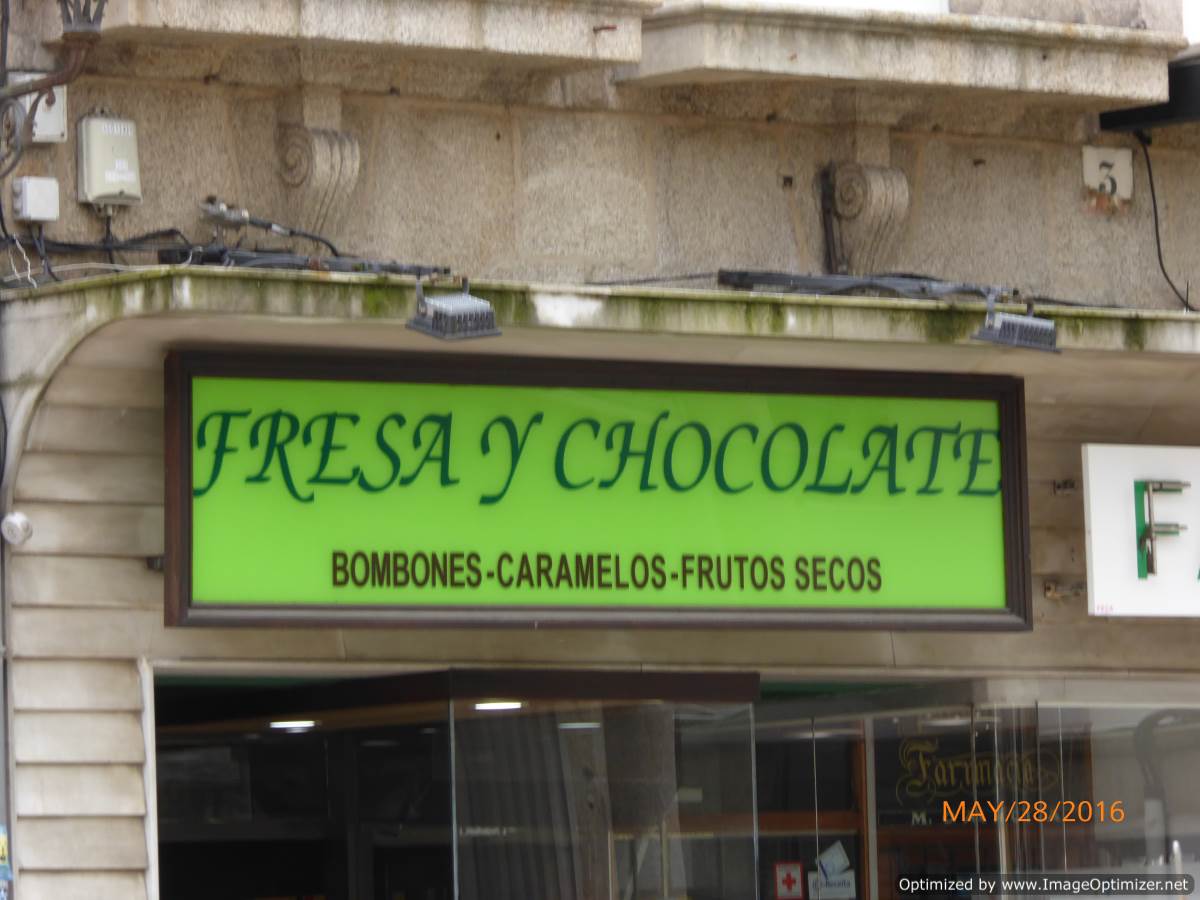 3
FRESA Y CHOCOLATE
BOMBONES-CARAMELOS-FRUTOS SECOS
F
Farmacia
M.
MAY/28/2016
Optimized by www.ImageOptimizer.net